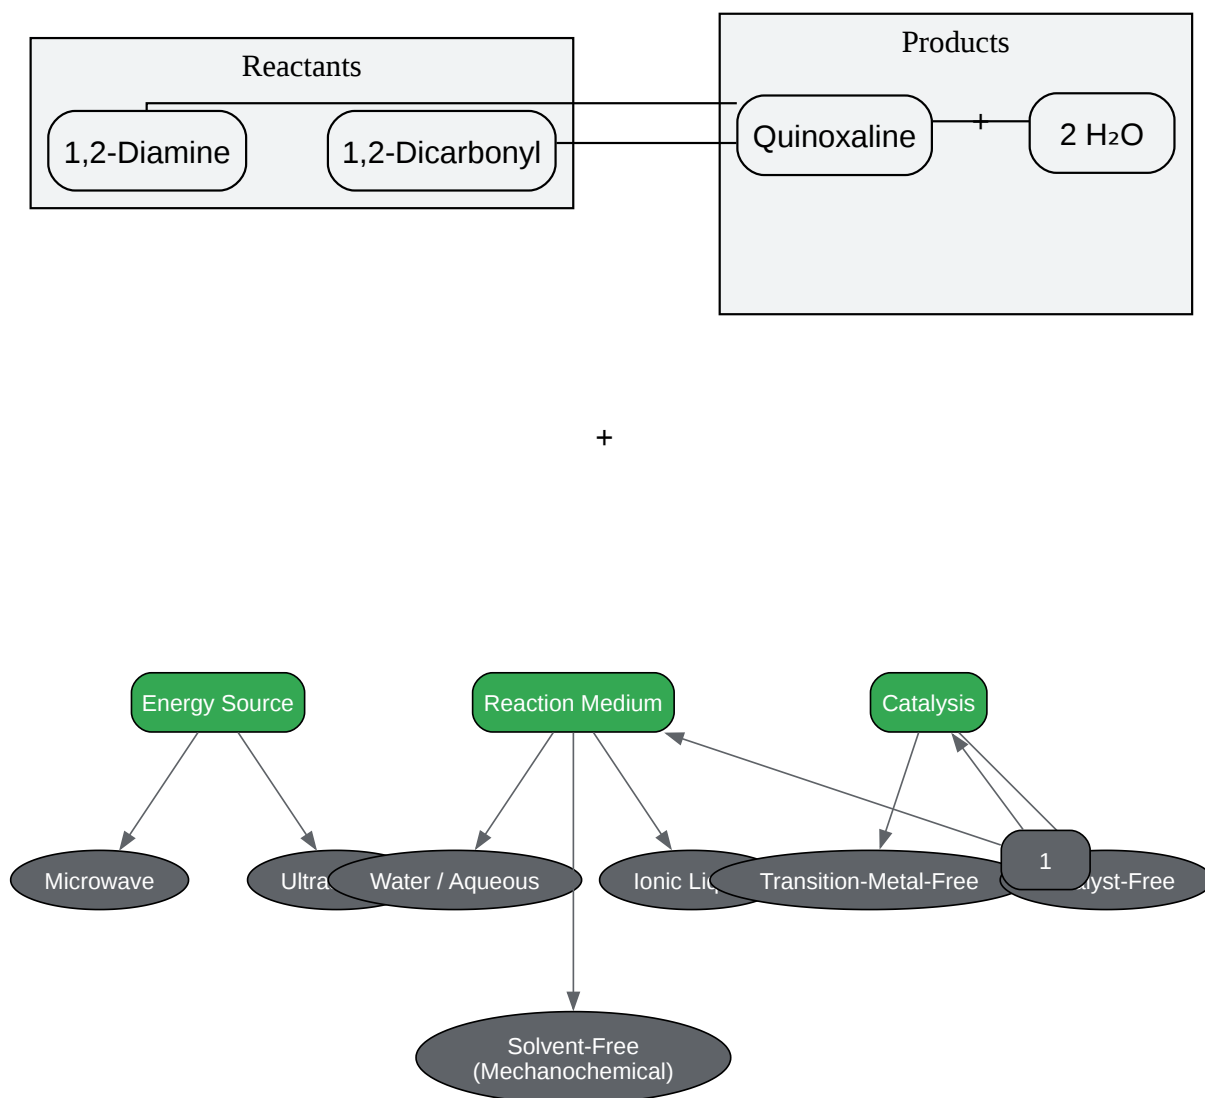 Reactants
Products
1,2-Diamine
1,2-Dicarbonyl
Quinoxaline
+
2 H₂O
+
Energy Source
Reaction Medium
Catalysis
Microwave
Water / Aqueous
Ionic
Transition-Metal-Free
1
Solvent-Free
(Mechanochemical)